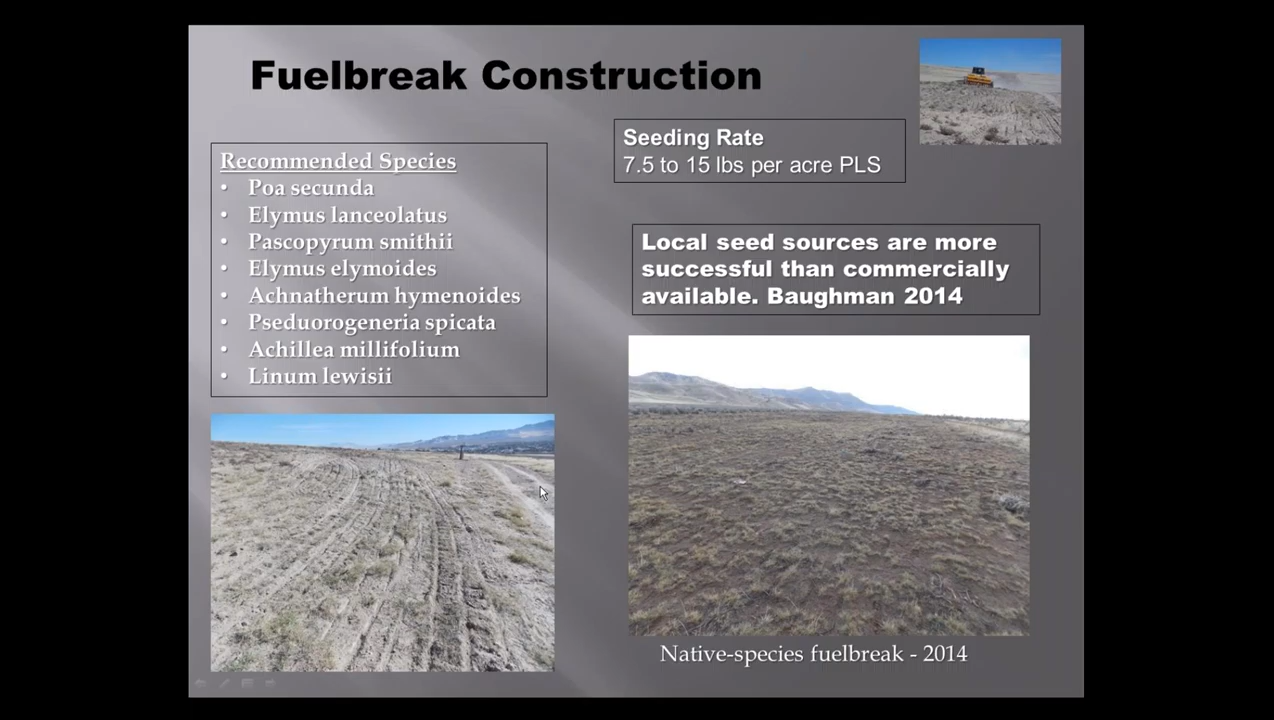 Fuelbreak Construction
Recommended Species
• Poa secunda
• Elymus lanceolatus
• Pascopyrum smithii
• Elymus elymoides
• Achnatherum hymenoides
• Pseduorogeneria spicata
• Achillea millifolium
• Linum lewisii
Seeding Rate
7.5 to 15 lbs per acre PLS
Local seed sources are more
successful than commercially
available. Baughman 2014
Native-species fuelbreak - 2014